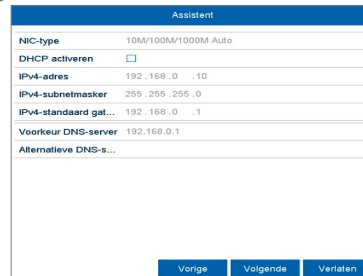 Assistent
NIC-type 10M/100M/1000M Auto
DHCP activeren
IPv4-adres 192 .168 .0 .10
IPv4-subnetmasker 255 .255 .255 .0
IPv4-standaard gat... 192 .168 .0 .1
Voorkeur DNS-server 192.168.0.1
Alternatieve DNS-s...
Vorige Volgende Verlaten